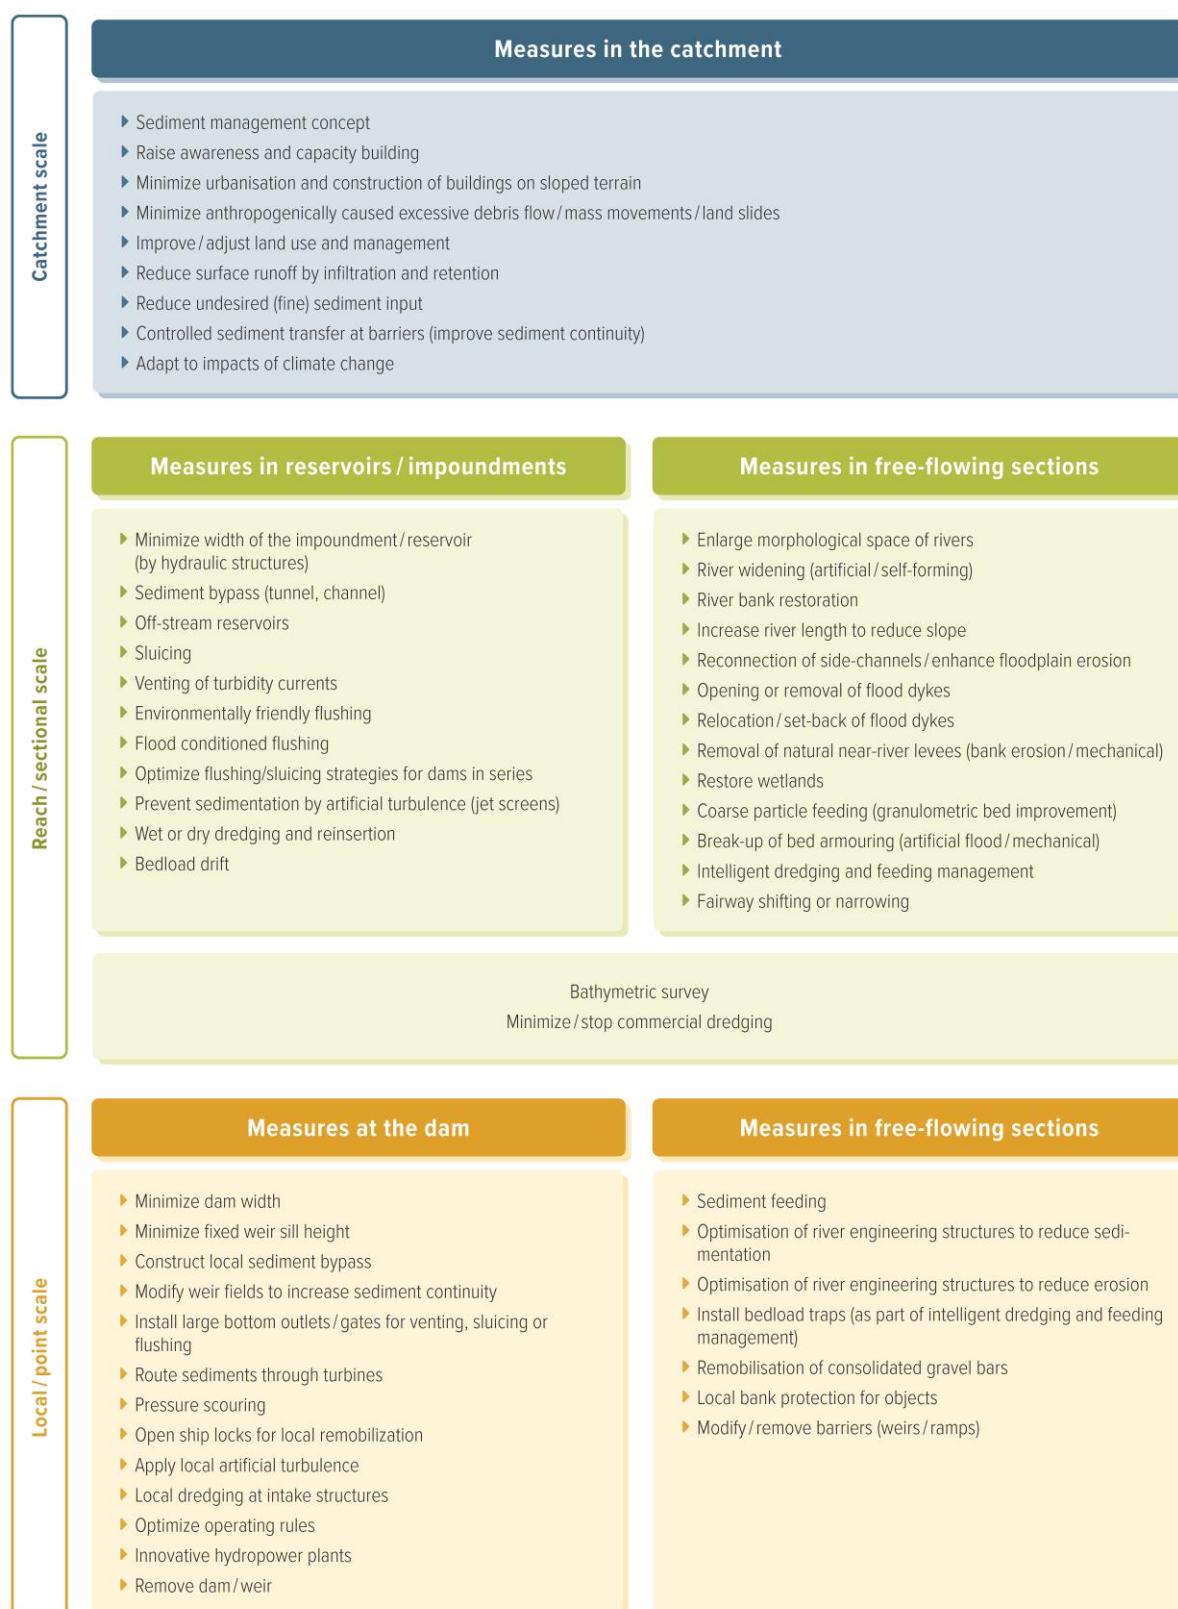 Catchment scale
Measures in the catchment
Sediment management concept
Raise awareness and capacity building
Minimize urbanisation and construction of buildings on sloped terrain
Minimize anthropogenically caused excessive debris flow / mass movements / land slides
Improve / adjust land use and management
Reduce surface runoff by infiltration and retention
Reduce undesired (fine) sediment input
Controlled sediment transfer at barriers (improve sediment continuity)
Adapt to impacts of climate change
Reach / sectional scale
Measures in reservoirs / impoundments
Minimize width of the impoundment / reservoir
(by hydraulic structures)
Sediment bypass (tunnel, channel)
Off-stream reservoirs
Sluicing
Venting of turbidity currents
Environmentally friendly flushing
Flood conditioned flushing
Optimize flushing/sluicing strategies for dams in series
Prevent sedimentation by artificial turbulence (jet screens)
Wet or dry dredging and reinsertion
Bedload drift
Measures in free-flowing sections
Enlarge morphological space of rivers
River widening (artificial / self-forming)
River bank restoration
Increase river length to reduce slope
Reconnection of side-channels / enhance floodplain erosion
Opening or removal of flood dykes
Relocation / set-back of flood dykes
Removal of natural near-river levees (bank erosion / mechanical)
Restore wetlands
Coarse particle feeding (granulometric bed improvement)
Break-up of bed armouring (artificial flood / mechanical)
Intelligent dredging and feeding management
Fairway shifting or narrowing
Bathymetric survey
Minimize / stop commercial dredging
Local / point scale
Measures at the dam
Minimize dam width
Minimize fixed weir sill height
Construct local sediment bypass
Modify weir fields to increase sediment continuity
Install large bottom outlets / gates for venting, sluicing or
flushing
Route sediments through turbines
Pressure scouring
Open ship locks for local remobilization
Apply local artificial turbulence
Local dredging at intake structures
Optimize operating rules
Innovative hydropower plants
Remove dam / weir
Measures in free-flowing sections
Sediment feeding
Optimisation of river engineering structures to reduce sedi-
mentation
Optimisation of river engineering structures to reduce erosion
Install bedload traps (as part of intelligent dredging and feeding
management)
Remobilisation of consolidated gravel bars
Local bank protection for objects
Modify / remove barriers (weirs / ramps)